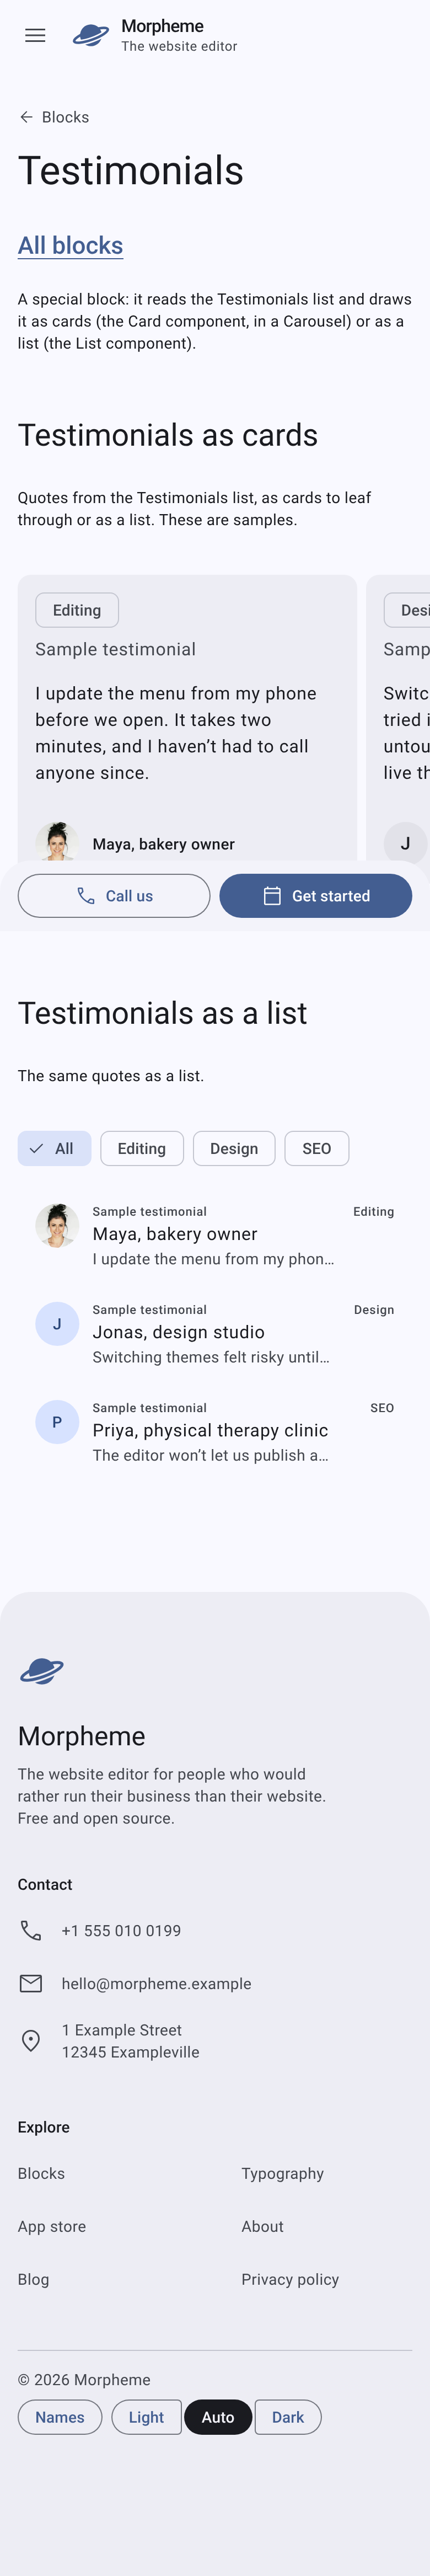 Morpheme
The website editor
Blocks
Testimonials
All blocks
A special block: it reads the Testimonials list and draws
it as cards (the Card component, in a Carousel) or as a
list (the List component).
Testimonials as cards
Quotes from the Testimonials list, as cards to leaf
through or as a list. These are samples.
Editing
Sample testimonial
I update the menu from my phone
before we open. It takes two
minutes, and I haven’t had to call
anyone since.
Maya, bakery owner
J
Call us
Get started
Testimonials as a list
The same quotes as a list.
All
Editing
Design
SEO
Sample testimonial
Editing
Maya, bakery owner
I update the menu from my phon…
J
Sample testimonial
Design
Jonas, design studio
Switching themes felt risky until…
P
Sample testimonial
SEO
Priya, physical therapy clinic
The editor won’t let us publish a…
Morpheme
The website editor for people who would
rather run their business than their website.
Free and open source.
Contact
+1 555 010 0199
hello@morpheme.example
1 Example Street
12345 Exampleville
Explore
Blocks
Typography
App store
About
Blog
Privacy policy
© 2026 Morpheme
Names
Light
Auto
Dark